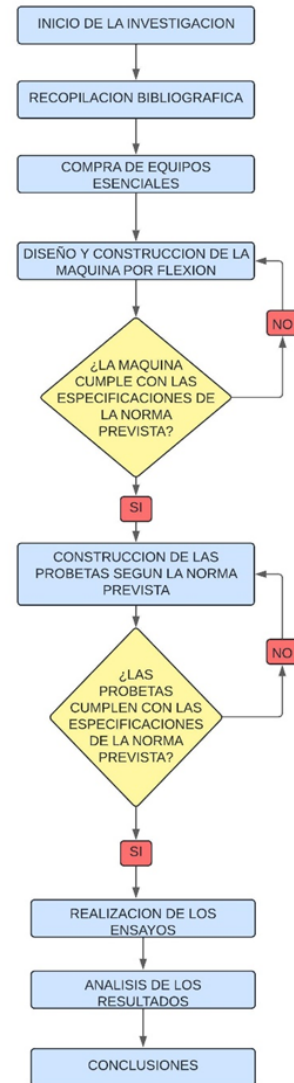 INICIO DE LA INVESTIGACION
RECOPILACION BIBLIOGRAFICA
COMPRA DE EQUIPOS
ESENCIALES
DISEÑO Y CONSTRUCCION DE LA
MAQUINA POR FLEXION
NO
¿LA MAQUINA
CUMPLE CON LAS
ESPECIFICACIONES DE
LA NORMA
PREVISTA?
SI
CONSTRUCCION DE LAS
PROBETAS SEGUN LA NORMA
PREVISTA
NO
¿LAS
PROBETAS
CUMPLEN CON LAS
ESPECIFICACIONES
DE LA NORMA
PREVISTA?
SI
REALIZACION DE LOS
ENSAYOS
ANALISIS DE LOS
RESULTADOS
CONCLUSIONES